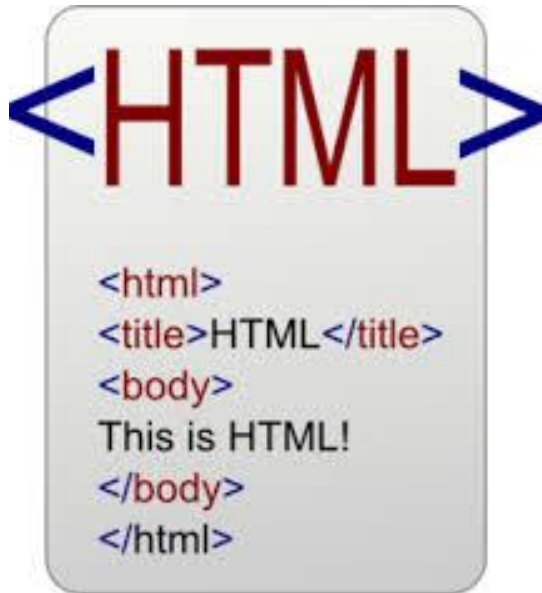 <HTML>
<html>
<title>HTML</title>
<body>
This is HTML!
</body>
</html>